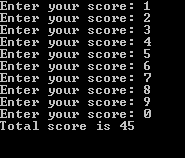 Enter your score: 1
Enter your score: 2
Enter your score: 3
Enter your score: 4
Enter your score: 5
Enter your score: 6
Enter your score: 7
Enter your score: 8
Enter your score: 9
Enter your score: 0
Total score is 45